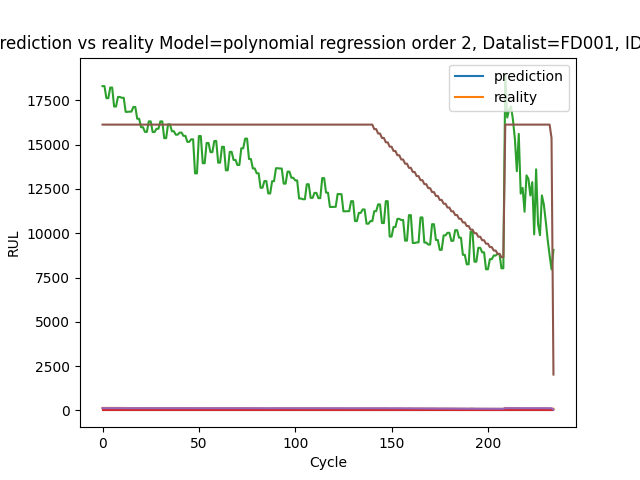 rediction vs reality Model=polynomial regression order 2, Datalist=FD001, ID
prediction
reality
17500
15000
12500
10000
7500
5000
2500
0
RUL
0 50 100 150 200
Cycle